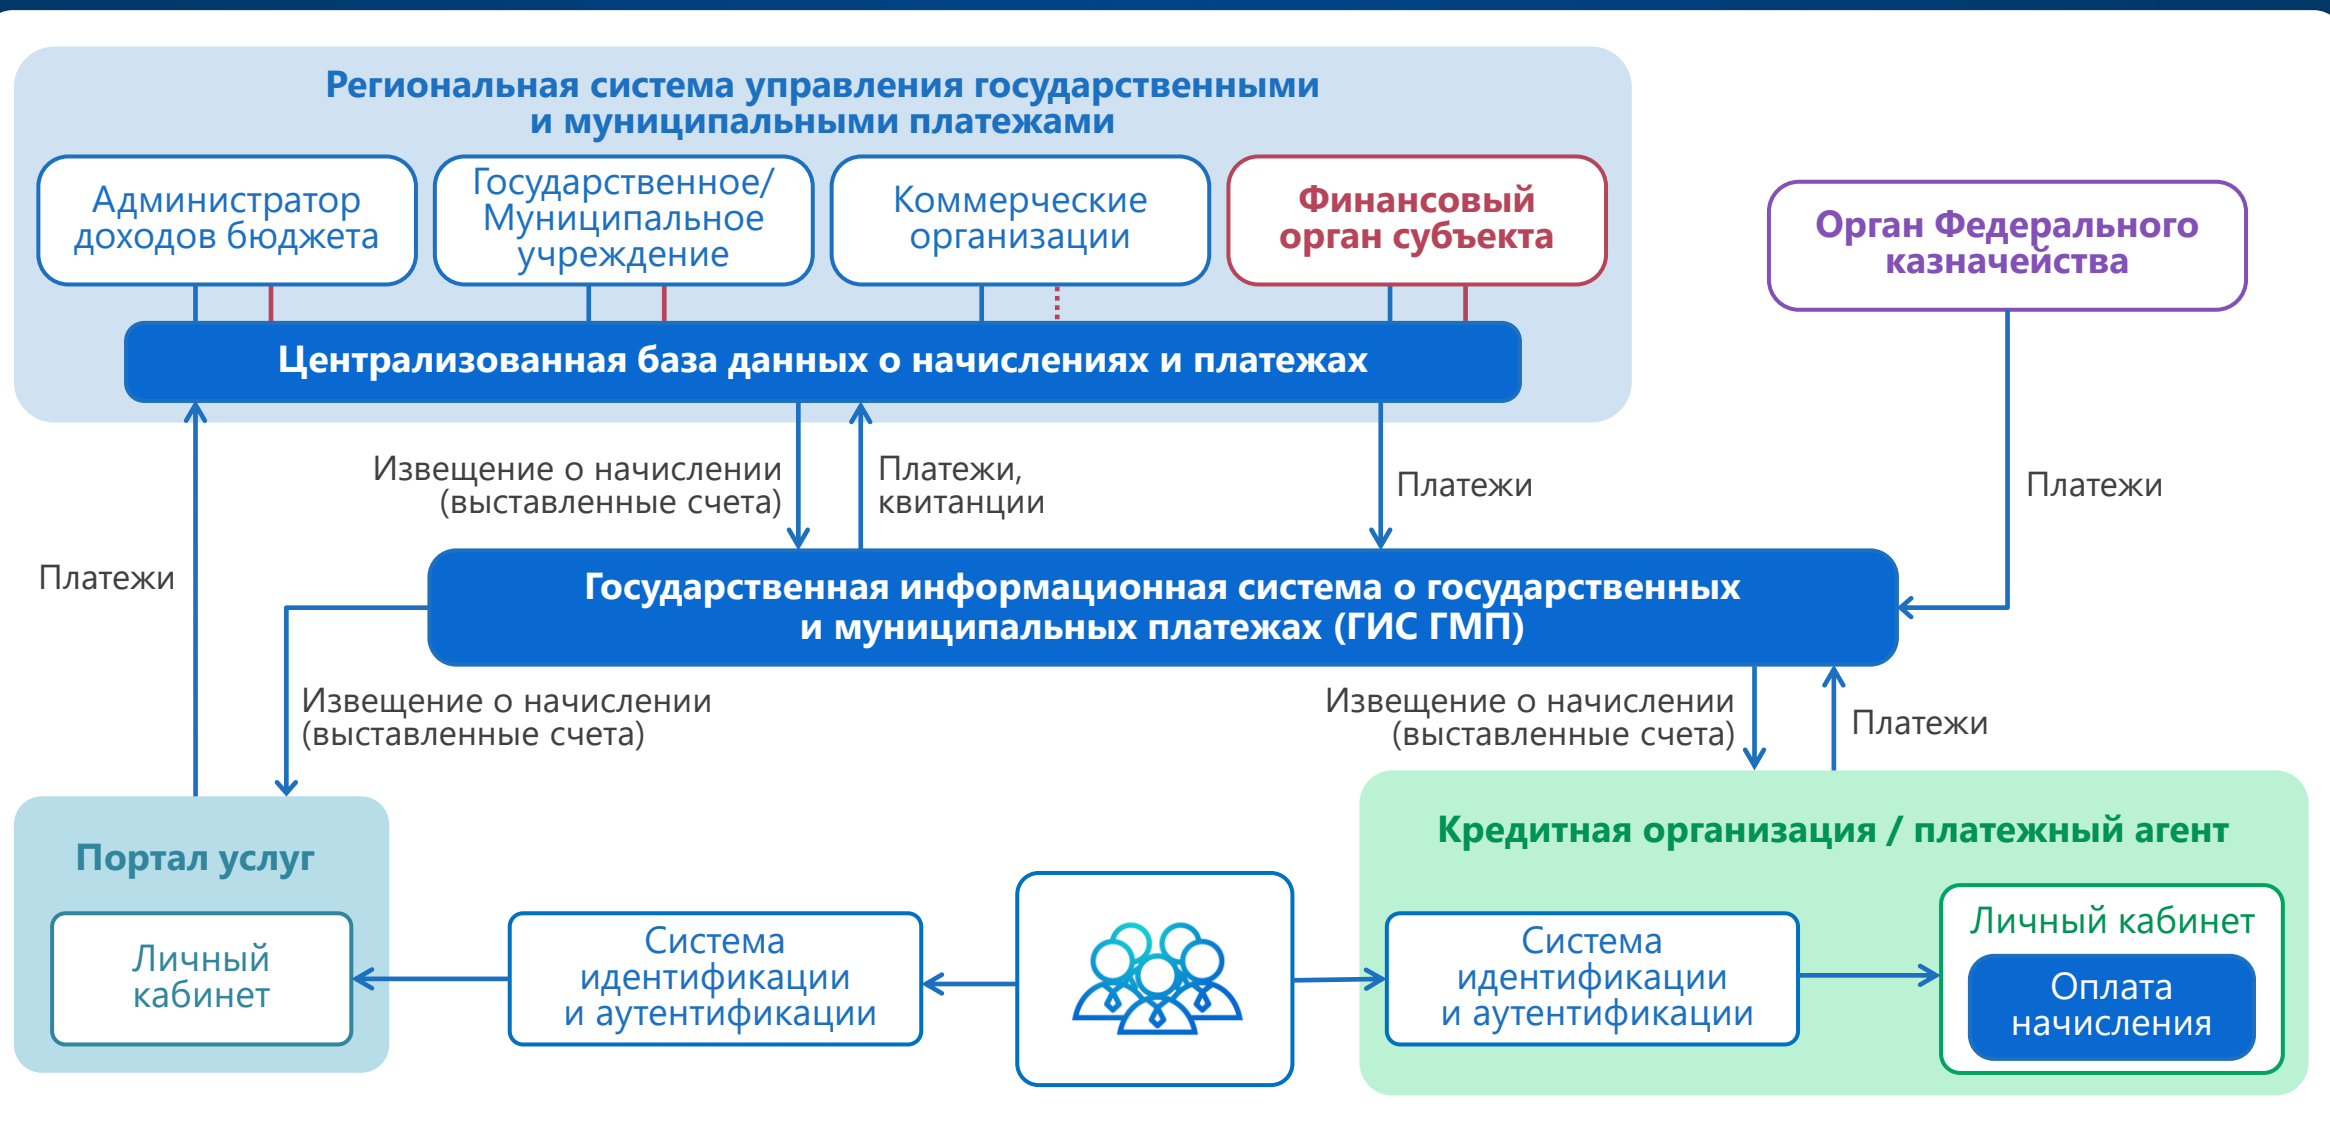 Региональная система управления государственными
и муниципальными платежами
Администратор
доходов бюджета
Государственное/
Муниципальное
учреждение
Коммерческие
организации
Финансовый
орган субъекта
Орган Федерального
казначейства
Централизованная база данных о начислениях и платежах
Извещение о начислении
(выставленные счета)
Платежи,
квитанции
Платежи
Платежи
Платежи
Государственная информационная система о государственных
и муниципальных платежах (ГИС ГМП)
Извещение о начислении
(выставленные счета)
Извещение о начислении
(выставленные счета)
Платежи
Портал услуг
Личный
кабинет
Система
идентификации
и аутентификации
Кредитная организация / платежный агент
Система
идентификации
и аутентификации
Личный кабинет
Оплата
начисления